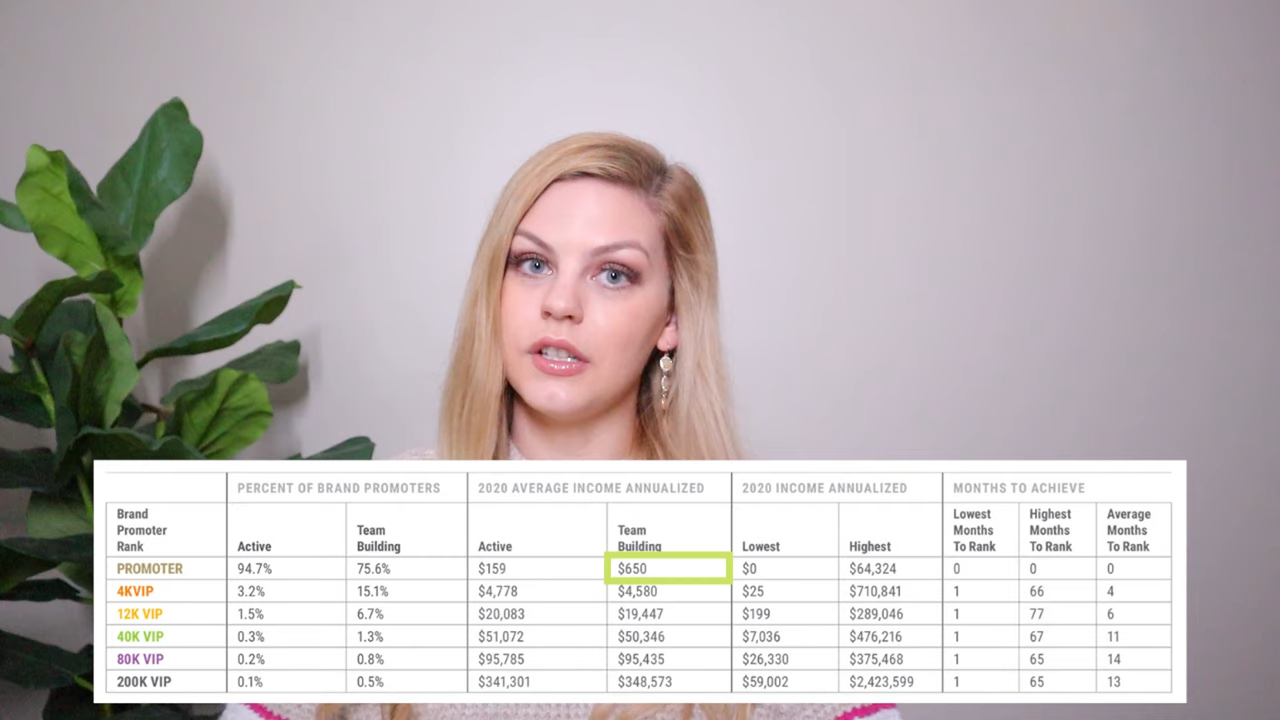 PERCENT OF BRAND PROMOTERS 2020 AVERAGE INCOME ANNUALIZED 2020 INCOME ANNUALIZED MONTHS TO ACHIEVE
Brand Promoter Rank Active Team Building Active Team Building Lowest Highest Lowest Months To Rank Highest Months To Rank Average Months To Rank
PROMOTER 94.7% 75.6% $159 $650 $0 $64,324 0 0 0
4KVIP 3.2% 15.1% $4,778 $4,580 $25 $710,841 1 66 4
12K VIP 1.5% 6.7% $20,083 $19,447 $199 $289,046 1 77 6
40K VIP 0.3% 1.3% $51,072 $50,346 $7,036 $476,216 1 67 11
80K VIP 0.2% 0.8% $95,785 $95,435 $26,330 $375,468 1 65 14
200K VIP 0.1% 0.5% $341,301 $348,573 $59,002 $2,423,599 1 65 13